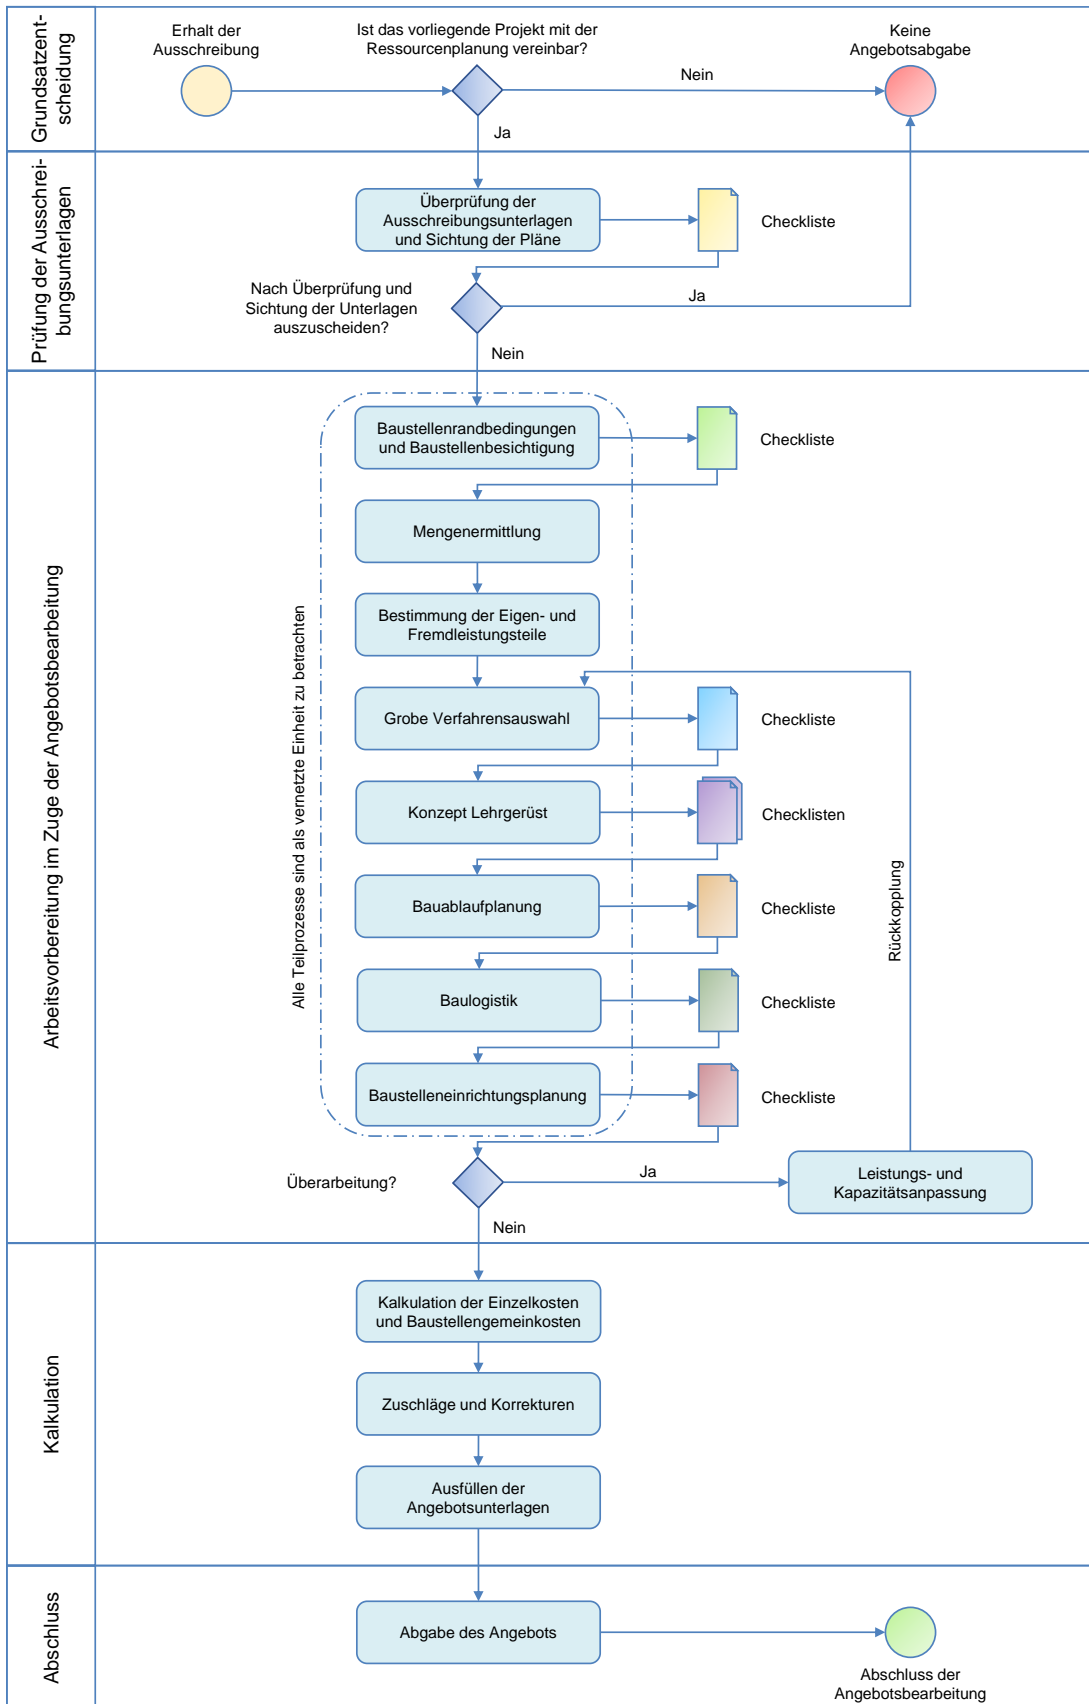 Grundsatzent-
scheidung
Erhalt der
Ausschreibung
Ist das vorliegende Projekt mit der
Ressourcenplanung vereinbar?
Nein
Keine
Angebotsabgabe
Ja
Prüfung der Ausschrei-
bungsunterlagen
Überprüfung der
Ausschreibungsunterlagen
und Sichtung der Pläne
Checkliste
Nach Überprüfung und
Sichtung der Unterlagen
auszuscheiden?
Ja
Nein
Arbeitsvorbereitung im Zuge der Angebotsbearbeitung
Alle Teilprozesse sind als vernetzte Einheit zu betrachten
Baustellenrandbedingungen
und Baustellenbesichtigung
Checkliste
Mengenermittlung
Bestimmung der Eigen- und
Fremdleistungsteile
Grobe Verfahrensauswahl
Checkliste
Konzept Lehrgerüst
Checklisten
Bauablaufplanung
Checkliste
Rückkopplung
Baulogistik
Checkliste
Baustelleneinrichtungsplanung
Checkliste
Überarbeitung?
Ja
Leistungs- und
Kapazitätsanpassung
Nein
Kalkulation
Kalkulation der Einzelkosten
und Baustellengemeinkosten
Zuschläge und Korrekturen
Ausfüllen der
Angebotsunterlagen
Abschluss
Abgabe des Angebots
Abschluss der
Angebotsbearbeitung